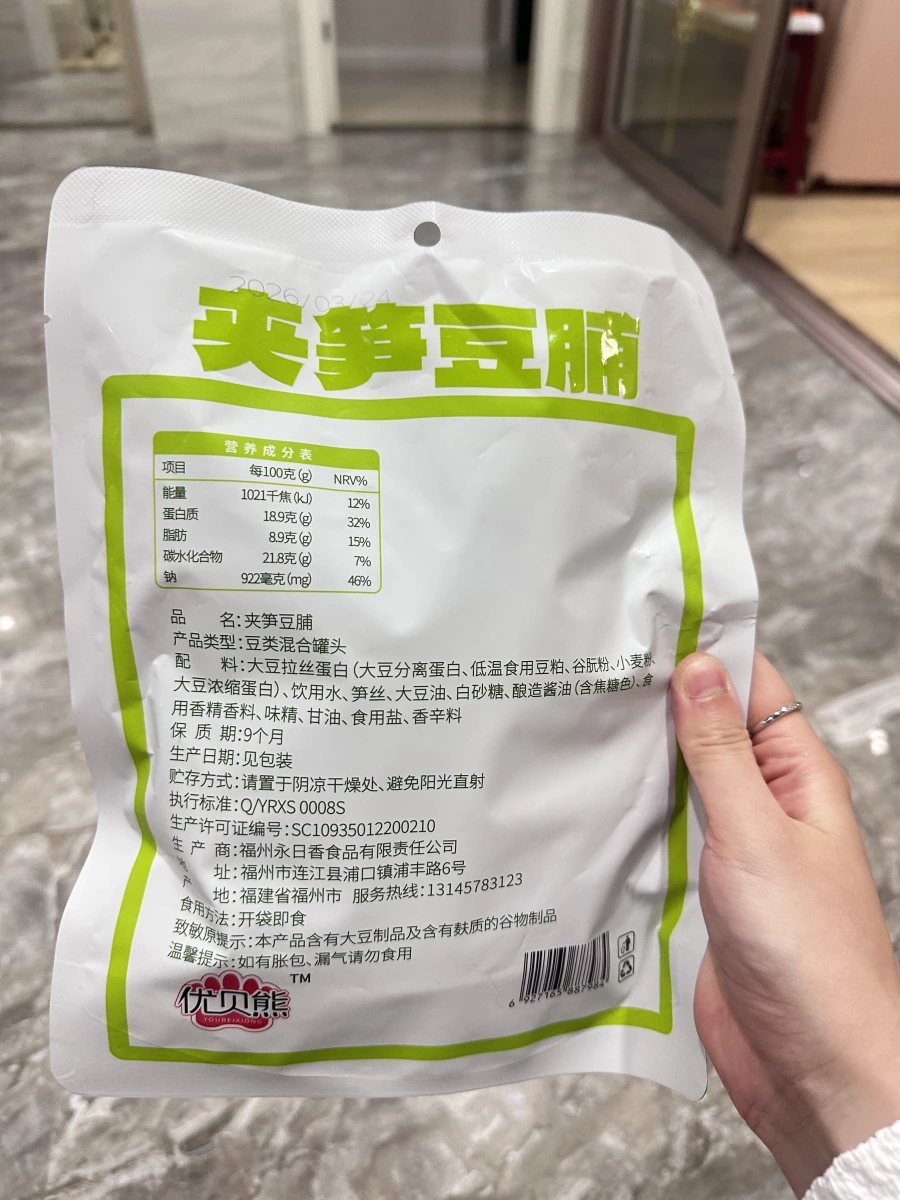 2026/03/24
夹笋豆脯
营养成分表
项目 每100克(g) NRV%
能量 1021千焦(kJ) 12%
蛋白质 18.9克(g) 32%
脂肪 8.9克(g) 15%
碳水化合物 21.8克(g) 7%
钠 922毫克(mg) 46%
品 名:夹笋豆脯
产品类型:豆类混合罐头
配 料:大豆拉丝蛋白(大豆分离蛋白、低温食用豆粕、谷朊粉、小麦粉、
大豆浓缩蛋白)、饮用水、笋丝、大豆油、白砂糖、酿造酱油(含焦糖色)、食
用香精香料、味精、甘油、食用盐、香辛料
保 质 期:9个月
生产日期:见包装
贮存方式:请置于阴凉干燥处、避免阳光直射
执行标准:Q/YRXS 0008S
生产许可证编号:SC10935012200210
生 产 商:福州永日香食品有限责任公司
地 址:福州市连江县浦口镇浦丰路6号
产 地:福建省福州市 服务热线:13145783123
食用方法:开袋即食
致敏原提示:本产品含有大豆制品及含有麸质的谷物制品
温馨提示:如有胀包、漏气请勿食用
优贝熊 TM
YOUBEIXIONG
6 927165 887984